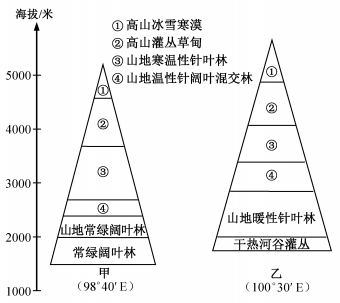 海拔/米
①高山冰雪寒漠
②高山灌丛草甸
③山地寒温性针叶林
④山地温性针阔叶混交林
5000
4000
3000
2000
1000
①
②
③
④
山地常绿阔叶林
常绿阔叶林
甲
(98°40′E)
①
②
③
④
山地暖性针叶林
干热河谷灌丛
乙
(100°30′E)